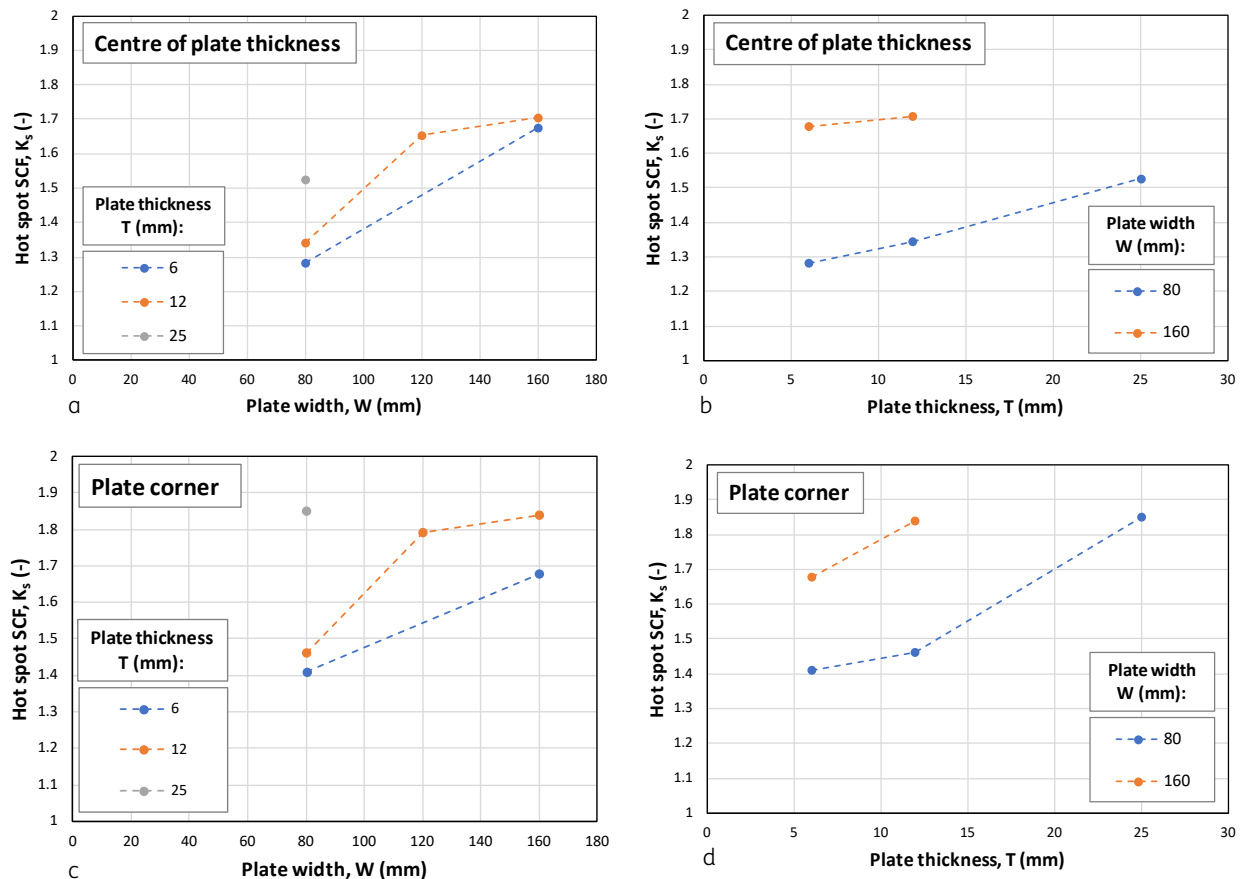 Centre of plate thickness
Hot spot SCF, Ks (-)
2
1.9
1.8
1.7
1.6
1.5
1.4
1.3
1.2
1.1
1
Plate thickness
T (mm):
6
12
25
0 20 40 60 80 100 120 140 160 180
a
Plate width, W (mm)
Centre of plate thickness
Hot spot SCF, Ks (-)
2
1.9
1.8
1.7
1.6
1.5
1.4
1.3
1.2
1.1
1
Plate width
W (mm):
80
160
0 5 10 15 20 25 30
b
Plate thickness, T (mm)
Plate corner
Hot spot SCF, Ks (-)
2
1.9
1.8
1.7
1.6
1.5
1.4
1.3
1.2
1.1
1
Plate thickness
T (mm):
6
12
25
0 20 40 60 80 100 120 140 160 180
c
Plate width, W (mm)
Plate corner
Hot spot SCF, Ks (-)
2
1.9
1.8
1.7
1.6
1.5
1.4
1.3
1.2
1.1
1
Plate width
W (mm):
80
160
0 5 10 15 20 25 30
d
Plate thickness, T (mm)